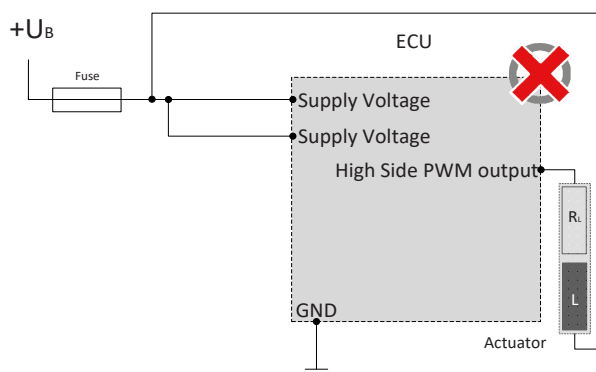 +UB
ECU
Fuse
Supply Voltage
Supply Voltage
High Side PWM output
RL
L
GND
Actuator